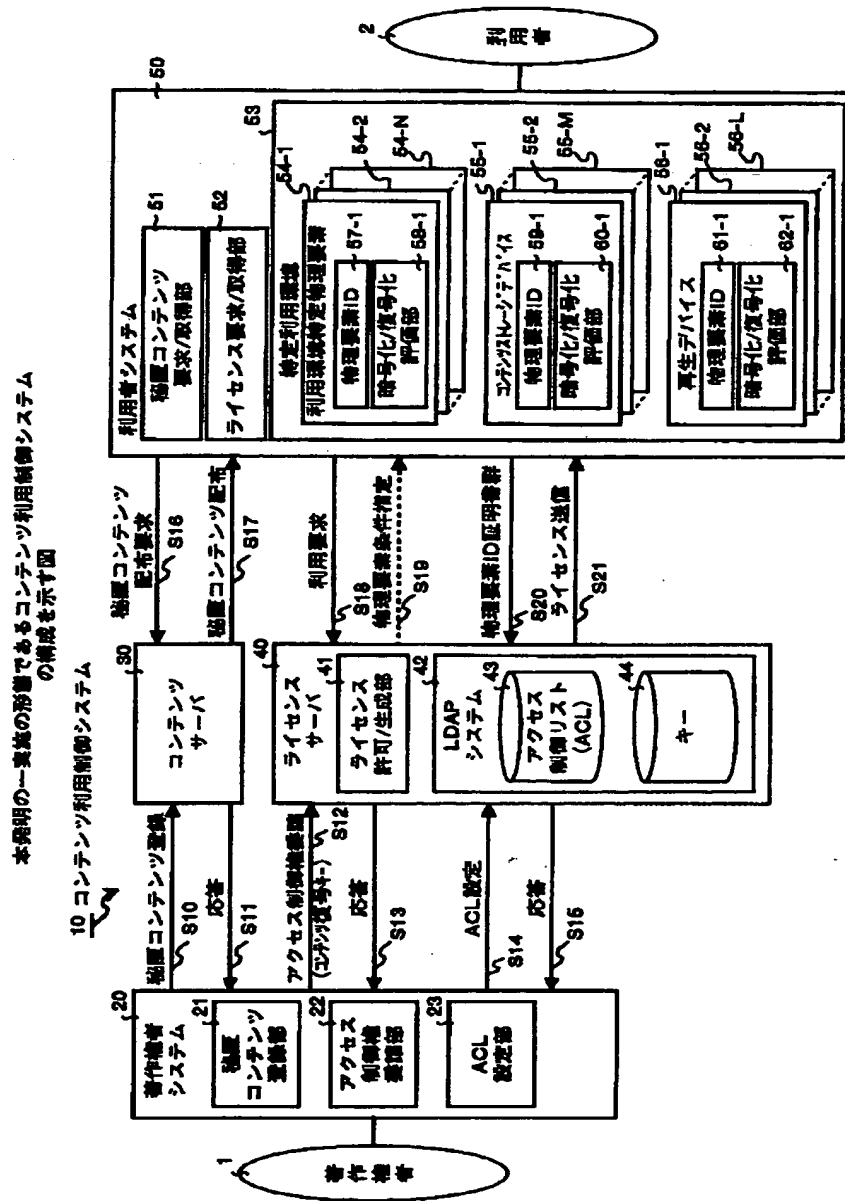 本発明の一実施の形態であるコンテンツ利用制御システム
の構成を示す図
10 コンテンツ利用制御システム
1
著作権者
20
著作権者
システム
21
秘匿
コンテンツ
登録部
22
アクセス
制御権
委譲部
23
ACL
設定部
秘匿コンテンツ登録
S10
応答
S11
アクセス制御権委譲
(コンテンツ復号キー)
S12
応答
S13
ACL設定
S14
応答
S15
30
コンテンツ
サーバ
40
ライセンス
サーバ
41
ライセンス
許可/生成部
42
LDAP
システム
43
アクセス
制御リスト
(ACL)
44
キー
秘匿コンテンツ
配布要求
S16
秘匿コンテンツ配布
S17
利用要求
S18
物理要素条件指定
S19
物理要素ID証明書群
S20
ライセンス送信
S21
50
利用者システム
51
秘匿コンテンツ
要求/取得部
52
ライセンス要求/取得部
53
特定利用環境
54-1
54-2
54-N
利用環境特定物理要素
57-1
物理要素ID
58-1
暗号化/復号化
評価部
55-1
55-2
55-M
コンテンツストレージデバイス
59-1
物理要素ID
60-1
暗号化/復号化
評価部
56-1
56-2
56-L
再生デバイス
61-1
物理要素ID
62-1
暗号化/復号化
評価部
2
利用者